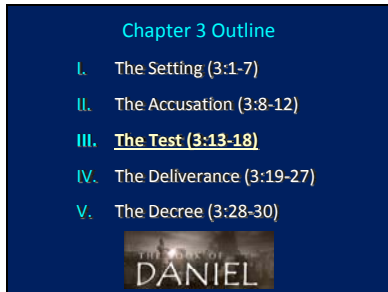 Chapter 3 Outline
I. The Setting (3:1-7)
II. The Accusation (3:8-12)
III. The Test (3:13-18)
IV. The Deliverance (3:19-27)
V. The Decree (3:28-30)
THE BOOK OF
DANIEL